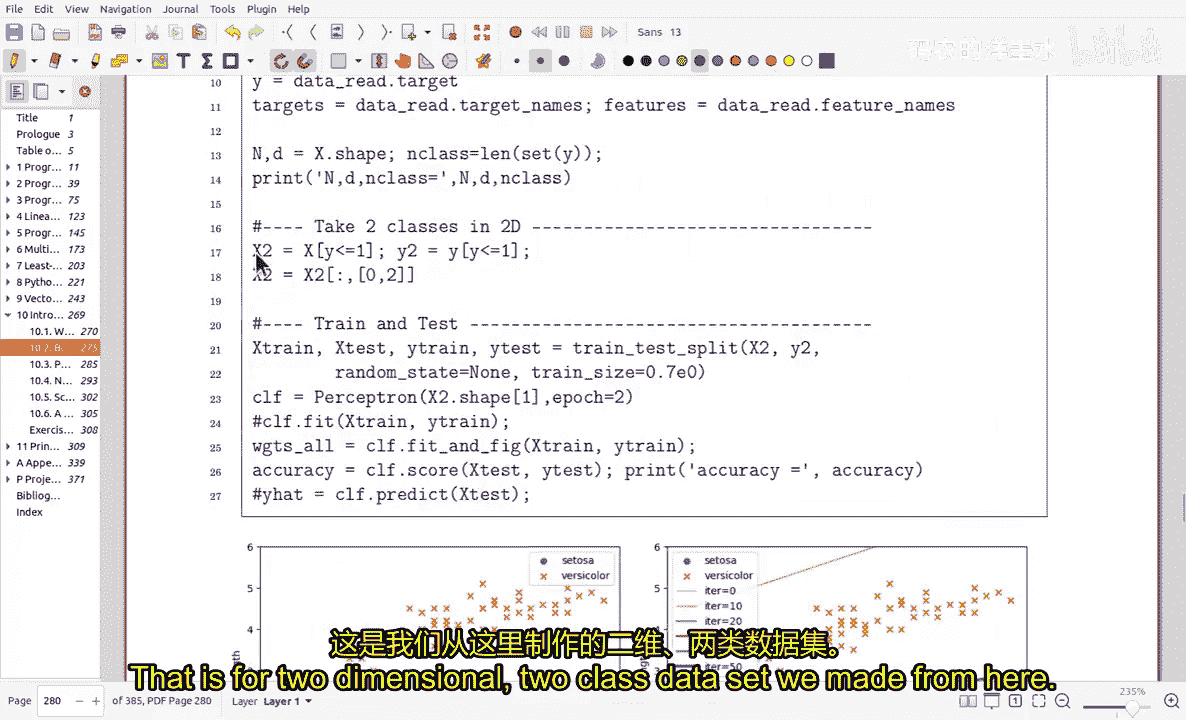 File Edit View Navigation Journal Tools Plugin Help
Sans 13
Title 1
Prologue 3
Table o... 5
1 Progr... 11
2 Progr... 39
3 Progr... 75
4 Linea... 123
5 Progr... 145
6 Multi... 173
7 Least-... 203
8 Pytho... 221
9 Vecto... 243
10 Intro... 269
10.1. W... 270
10.2. B... 275
10.3. P... 285
10.4. N... 293
10.5. Sc... 302
10.6. A ... 305
Exercis... 308
11 Prin... 309
A Appe... 339
P Proje... 371
Bibliog...
Index
10 y = data_read.target
11 targets = data_read.target_names; features = data_read.feature_names
12
13 N,d = X.shape; nclass=len(set(y));
14 print('N,d,nclass=',N,d,nclass)
15
16 #---- Take 2 classes in 2D ---------------------------------
17 X2 = X[y<=1]; y2 = y[y<=1];
18 X2 = X2[:,[0,2]]
19
20 #---- Train and Test ---------------------------------------
21 Xtrain, Xtest, ytrain, ytest = train_test_split(X2, y2,
22 random_state=None, train_size=0.7e0)
23 clf = Perceptron(X2.shape[1],epoch=2)
24 #clf.fit(Xtrain, ytrain);
25 wgts_all = clf.fit_and_fig(Xtrain, ytrain);
26 accuracy = clf.score(Xtest, ytest); print('accuracy =', accuracy)
27 #yhat = clf.predict(Xtest);
6
5
4
setosa
versicolor
6
5
4
setosa
versicolor
iter=0
iter=10
iter=20
iter=50
这是我们从这里制作的二维、两类数据集。
That is for two dimensional, two class data set we made from here.
Page 280 of 385, PDF Page 280 Layer Layer 1
235%